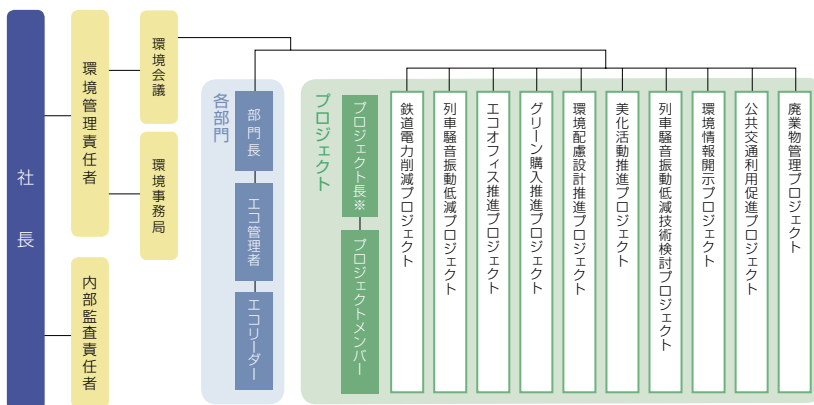 社長
環境管理責任者
内部監査責任者
環境会議
環境事務局
各部門
部門長
エコ管理者
エコリーダー
プロジェクト
プロジェクト長※
プロジェクトメンバー
鉄道電力削減プロジェクト
列車騒音振動低減プロジェクト
エコオフィス推進プロジェクト
グリーン購入推進プロジェクト
環境配慮設計推進プロジェクト
美化活動推進プロジェクト
列車騒音振動低減技術検討プロジェクト
環境情報開示プロジェクト
公共交通利用促進プロジェクト
廃棄物管理プロジェクト